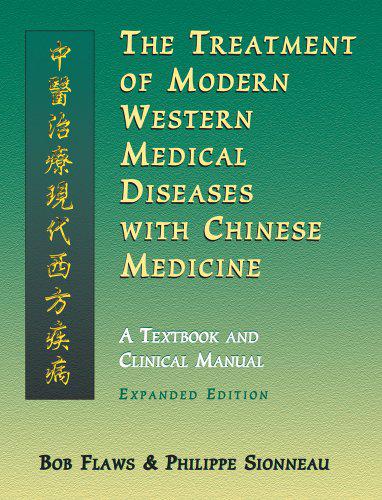 中醫治療現代西方疾病
THE TREATMENT
OF MODERN
WESTERN
MEDICAL
DISEASES
WITH CHINESE
MEDICINE
A TEXTBOOK AND
CLINICAL MANUAL
EXPANDED EDITION
BOB FLAWS & PHILIPPE SIONNEAU